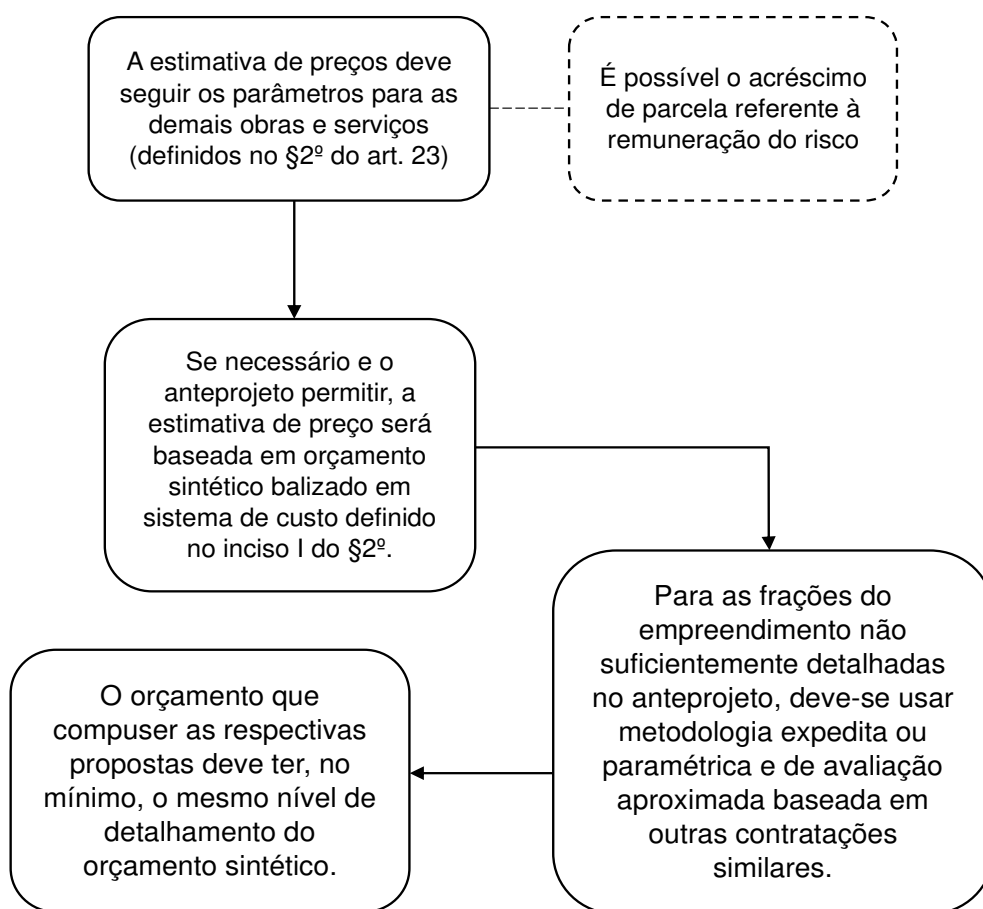 A estimativa de preços deve
seguir os parâmetros para as
demais obras e serviços
(definidos no §2º do art. 23)
É possível o acréscimo
de parcela referente à
remuneração do risco
Se necessário e o
anteprojeto permitir, a
estimativa de preço será
baseada em orçamento
sintético balizado em
sistema de custo definido
no inciso I do §2º.
Para as frações do
empreendimento não
suficientemente detalhadas
no anteprojeto, deve-se usar
metodologia expedita ou
paramétrica e de avaliação
aproximada baseada em
outras contratações
similares.
O orçamento que
compuser as respectivas
propostas deve ter, no
mínimo, o mesmo nível de
detalhamento do
orçamento sintético.